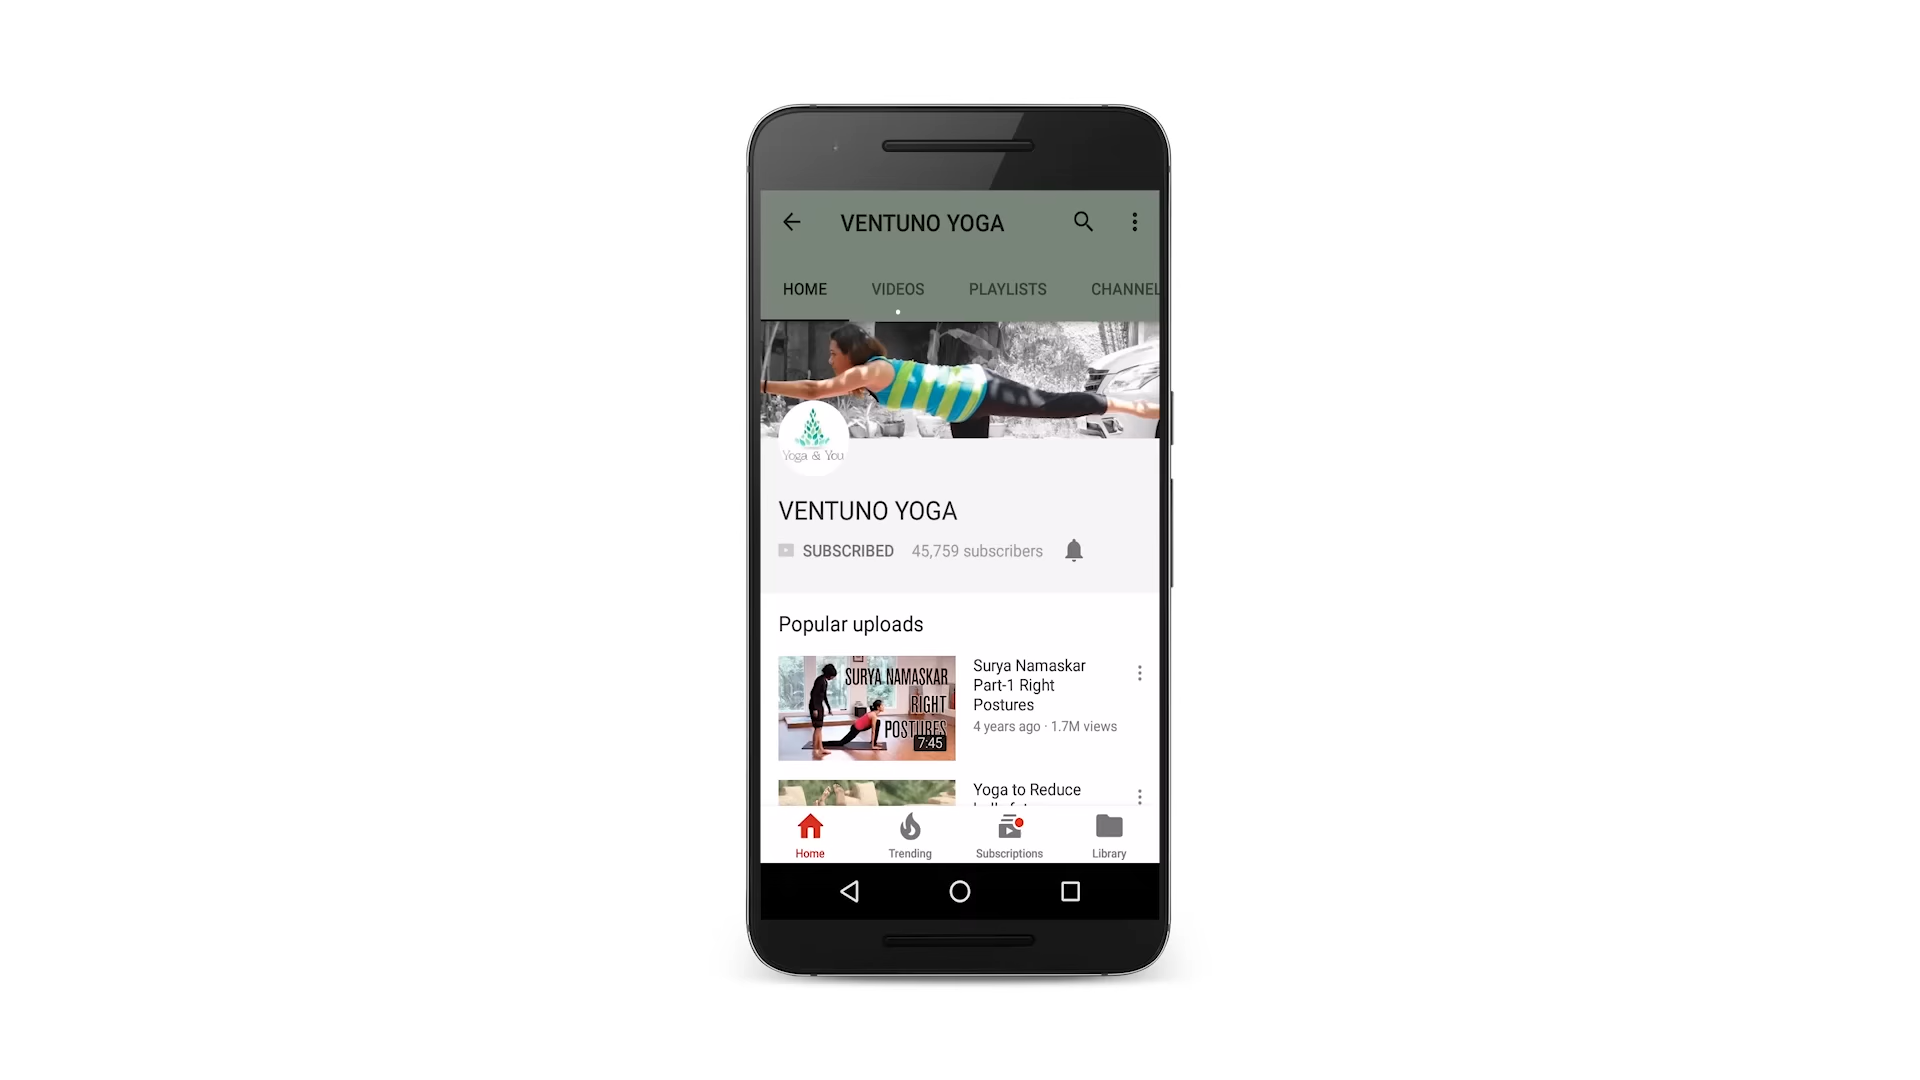 VENTUNO YOGA
HOME VIDEOS PLAYLISTS CHANNEL
Yoga & You
VENTUNO YOGA
SUBSCRIBED 45,759 subscribers
Popular uploads
SURYA NAMASKAR
RIGHT
POSTURES
7:45
Surya Namaskar
Part-1 Right
Postures
4 years ago · 1.7M views
Yoga to Reduce
Home Trending Subscriptions Library